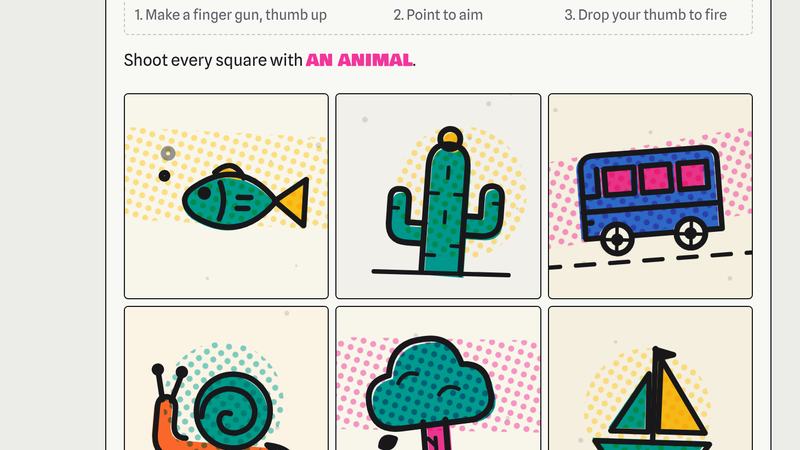 1. Make a finger gun, thumb up
2. Point to aim
3. Drop your thumb to fire
Shoot every square with AN ANIMAL.